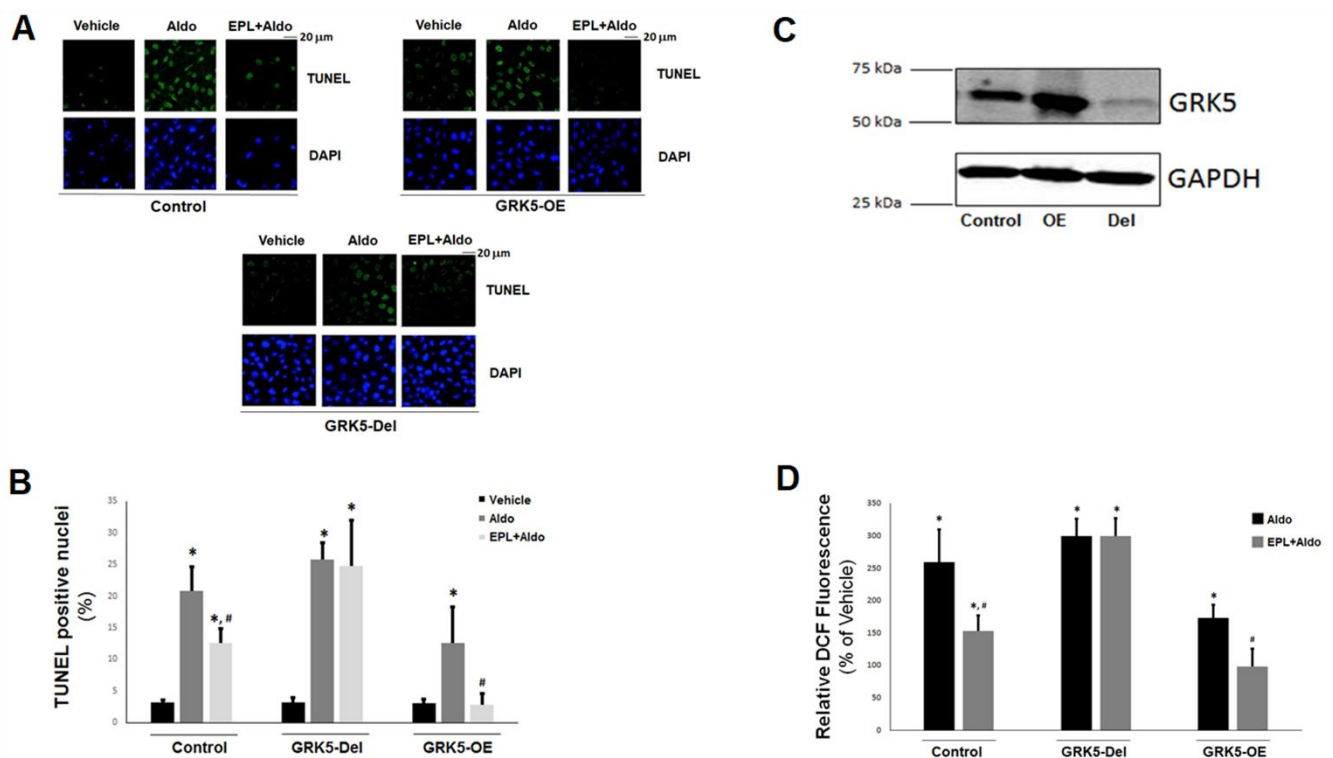 A
Vehicle Aldo EPL+Aldo
20 μm
TUNEL
DAPI
Control
Vehicle Aldo EPL+Aldo
20 μm
TUNEL
DAPI
GRK5-OE
Vehicle Aldo EPL+Aldo
20 μm
TUNEL
DAPI
GRK5-Del
C
75 kDa
50 kDa
25 kDa
GRK5
GAPDH
Control OE Del
B
TUNEL positive nuclei
(%)
35
30
25
20
15
10
5
0
* *, # * * * #
Vehicle
Aldo
EPL+Aldo
Control GRK5-Del GRK5-OE
D
Relative DCF Fluorescence
(% of Vehicle)
350
300
250
200
150
100
50
0
* *, # * * * #
Aldo
EPL+Aldo
Control GRK5-Del GRK5-OE